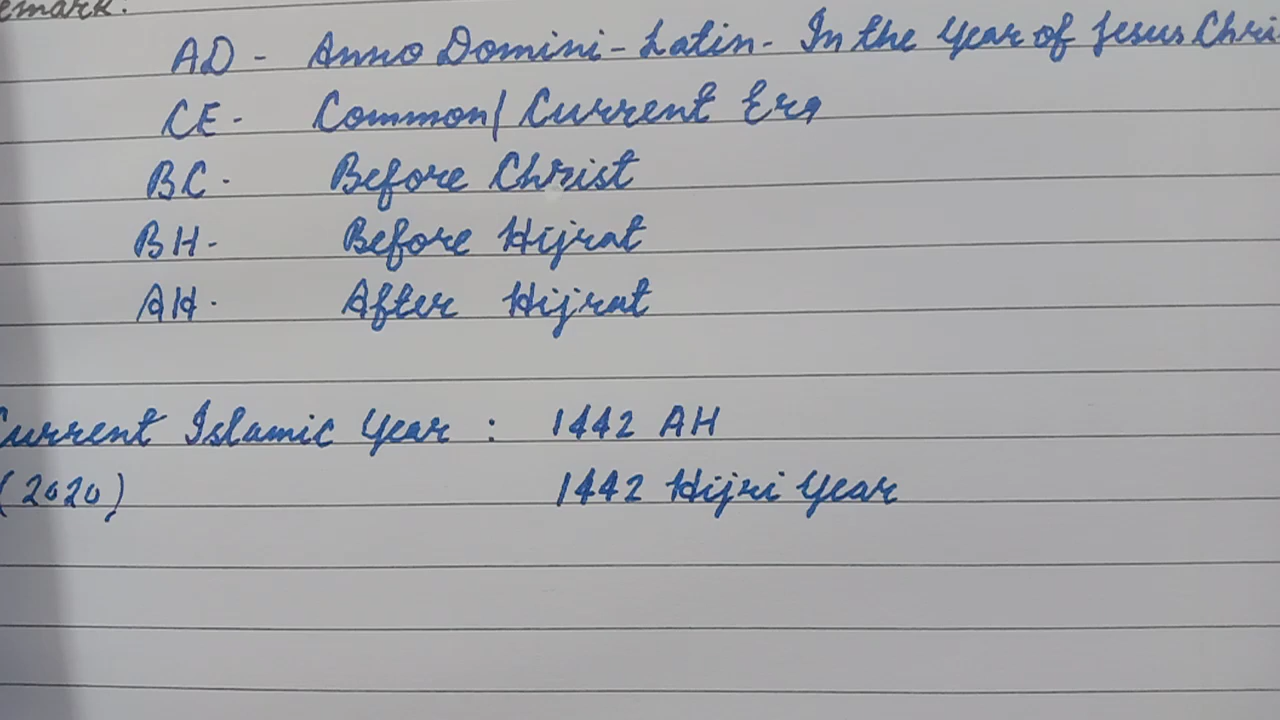 emark.
AD - Anno Domini - Latin - In the Year of Jesus Chri
CE - Common/Current Era
BC - Before Christ
BH - Before Hijrat
AH - After Hijrat
Current Islamic Year : 1442 AH
(2020) 1442 Hijri Year